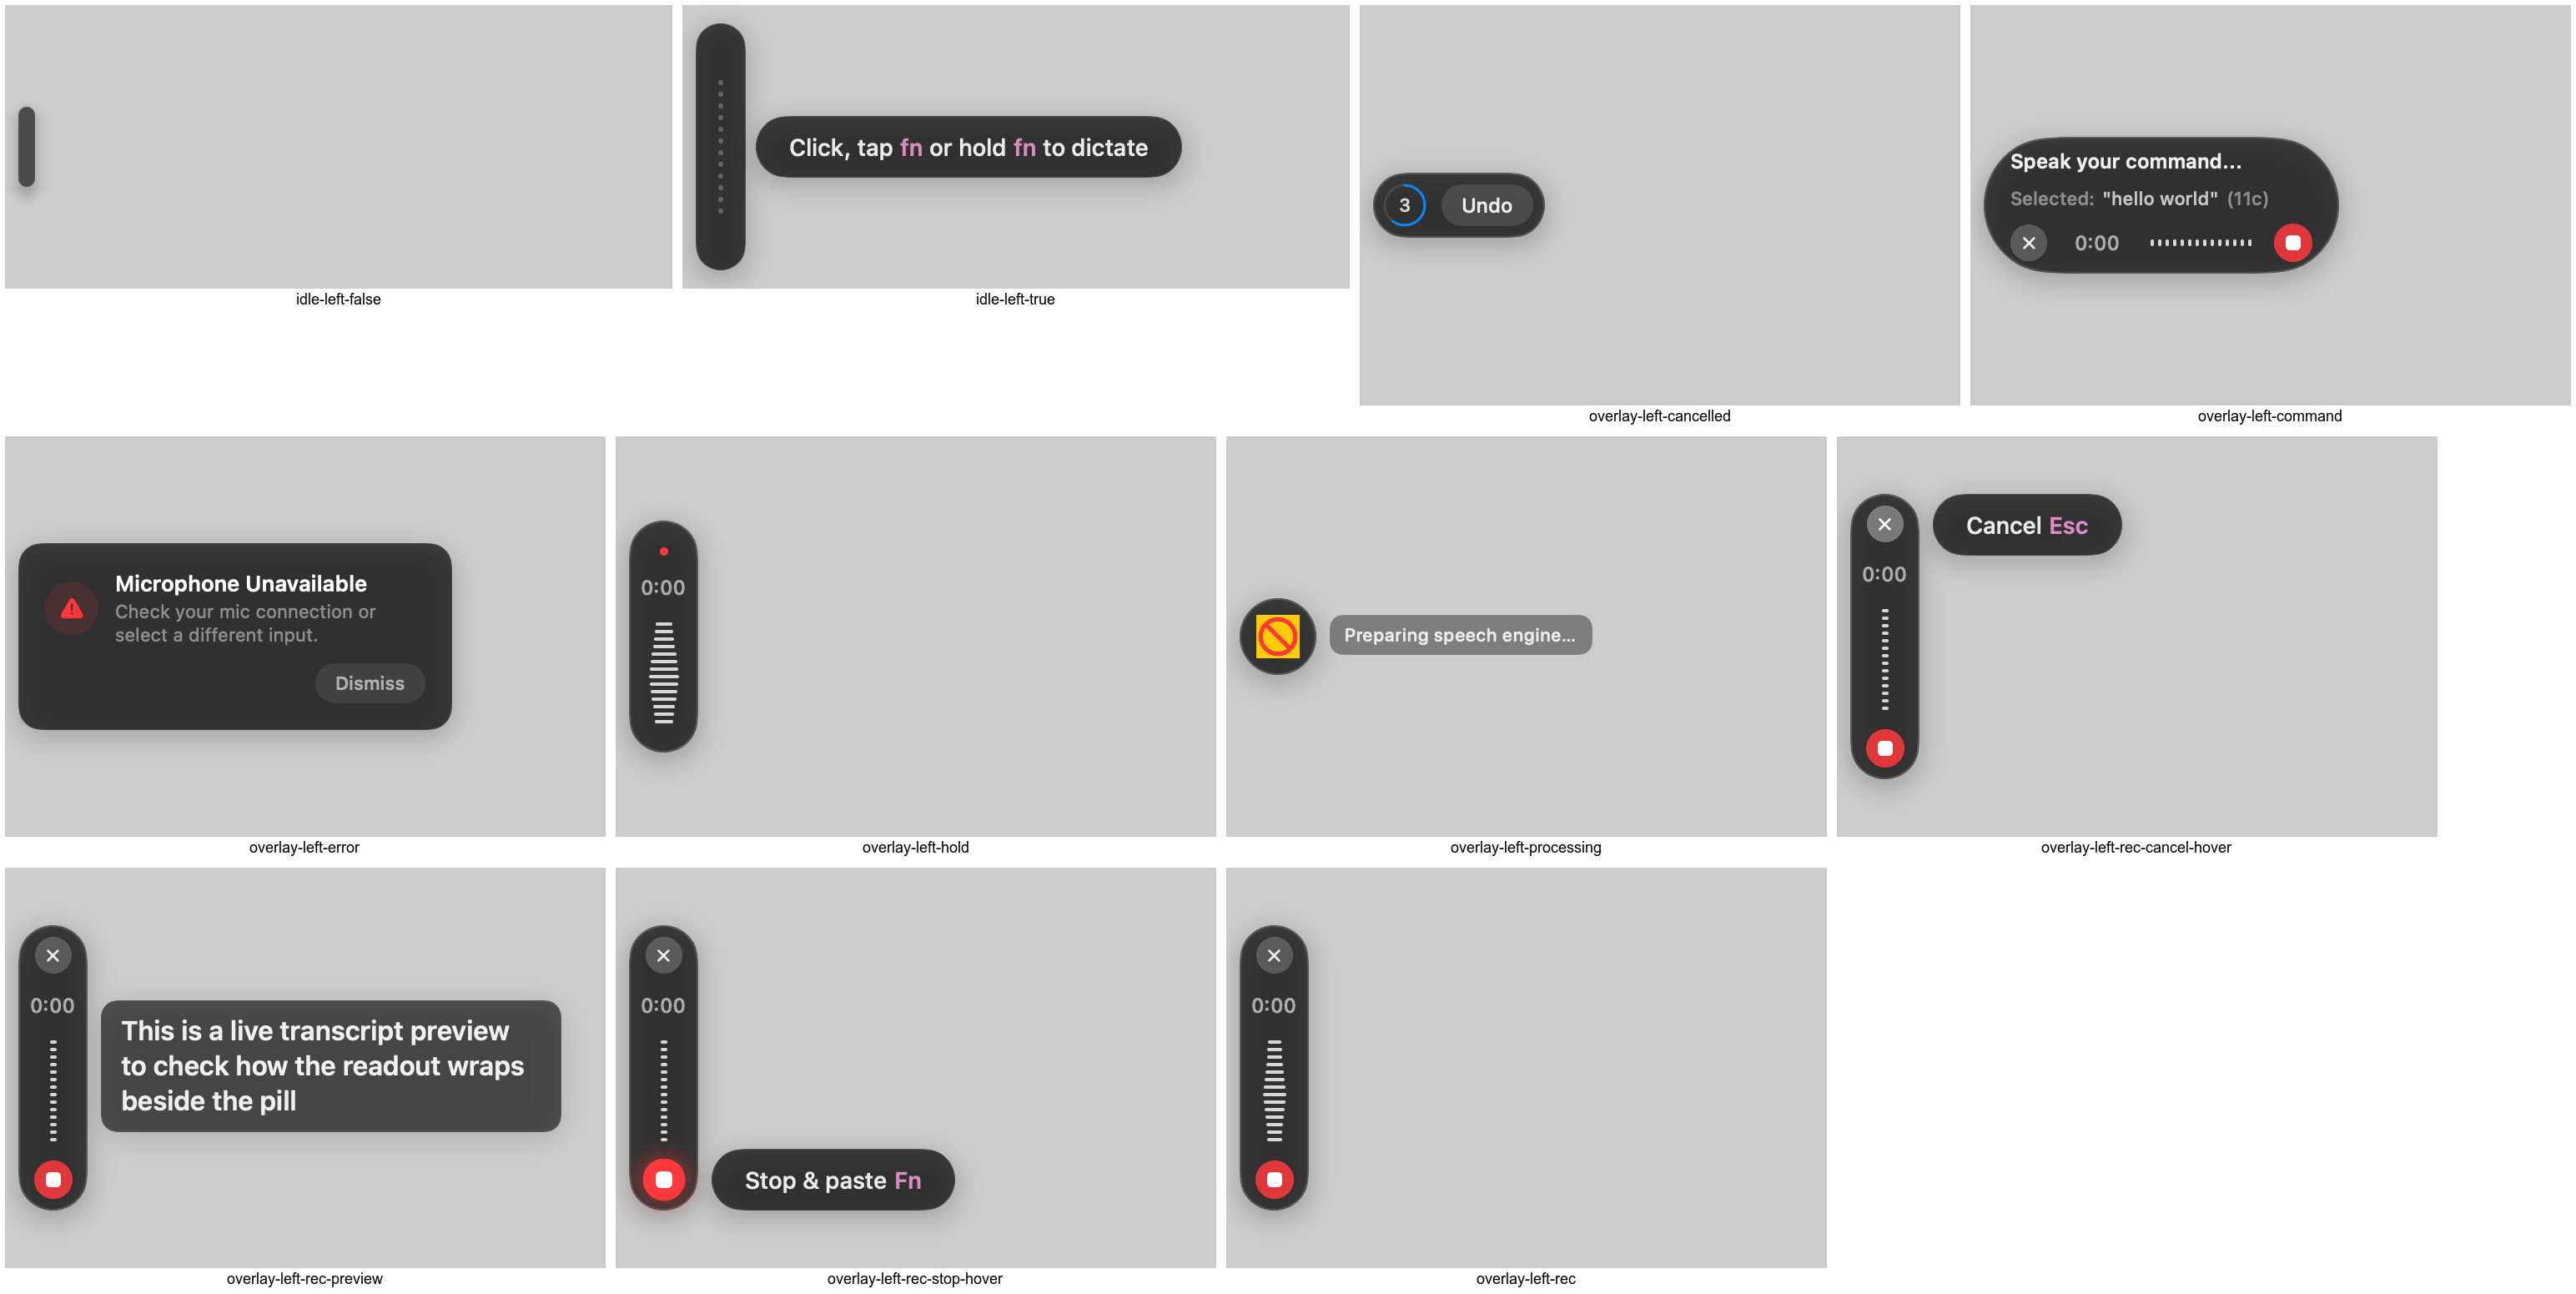 idle-left-false
Click, tap fn or hold fn to dictate
idle-left-true
3 Undo
overlay-left-cancelled
Speak your command...
Selected: "hello world" (11c)
0:00
overlay-left-command
Microphone Unavailable
Check your mic connection or
select a different input.
Dismiss
overlay-left-error
0:00
overlay-left-hold
Preparing speech engine...
overlay-left-processing
Cancel Esc
0:00
overlay-left-rec-cancel-hover
0:00
This is a live transcript preview
to check how the readout wraps
beside the pill
overlay-left-rec-preview
0:00
Stop & paste Fn
overlay-left-rec-stop-hover
0:00
overlay-left-rec